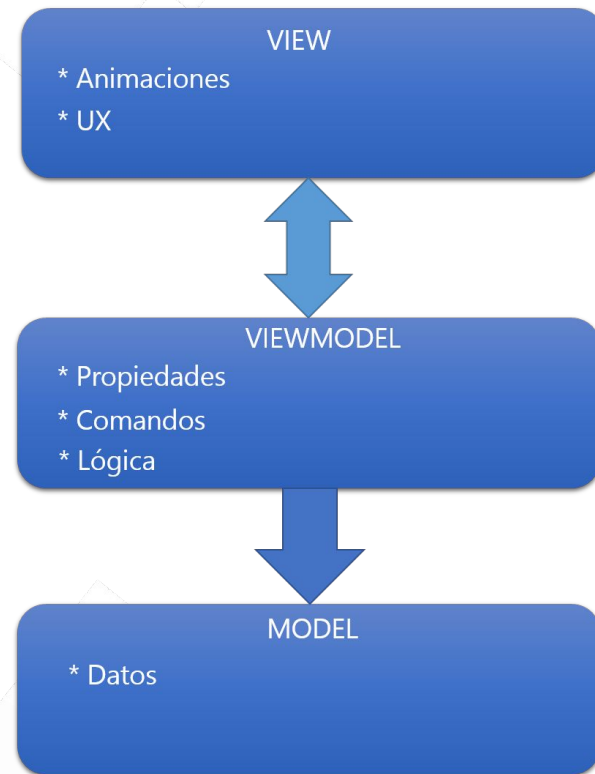 VIEW
* Animaciones
* UX
VIEWMODEL
* Propiedades
* Comandos
* Lógica
MODEL
* Datos